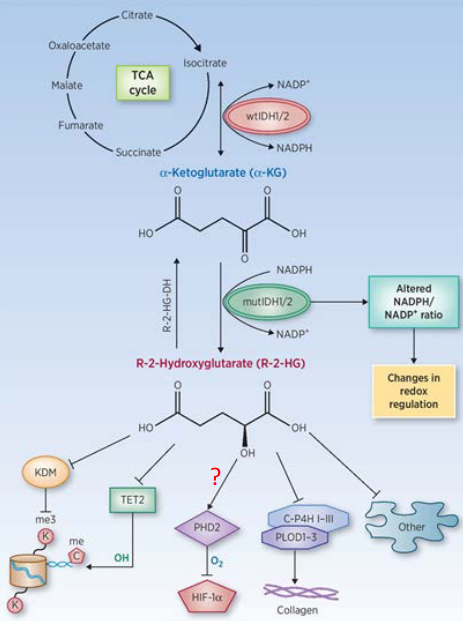 Citrate
Oxaloacetate
Isocitrate
TCA
cycle
Malate
Fumarate
Succinate
NADP⁺
wtIDH1/2
NADPH
α-Ketoglutarate (α-KG)
O
O
HO
OH
O
R-2-HG-DH
NADPH
mutIDH1/2
NADP⁺
Altered
NADPH/
NADP⁺ ratio
Changes in
redox
regulation
R-2-Hydroxyglutarate (R-2-HG)
O
O
HO
OH
OH
KDM
me3
K
K
me
C
TET2
OH
?
PHD2
O₂
HIF-1α
C-P4H I–III
PLOD1–3
Collagen
Other